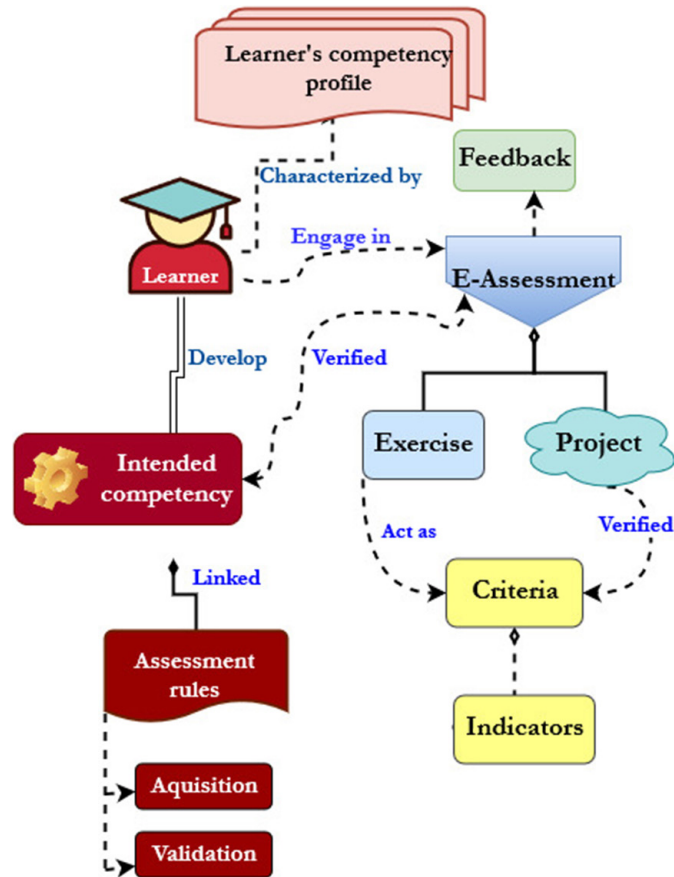 Learner's competency
profile
Feedback
Characterized by
Engage in
Learner
E-Assessment
Develop
Verified
Exercise
Project
Intended
competency
Act as
Verified
Linked
Criteria
Assessment
rules
Indicators
Aquisition
Validation